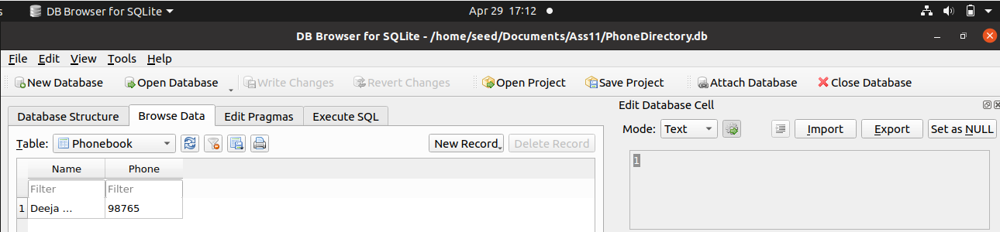 s DB Browser for SQLite Apr 29 17:12
DB Browser for SQLite - /home/seed/Documents/Ass11/PhoneDirectory.db
File Edit View Tools Help
New Database Open Database Write Changes Revert Changes Open Project Save Project Attach Database Close Database
Edit Database Cell
Database Structure Browse Data Edit Pragmas Execute SQL
Mode: Text Import Export Set as NULL
Table: Phonebook New Record Delete Record
1
Name Phone
Filter Filter
1 Deeja ... 98765